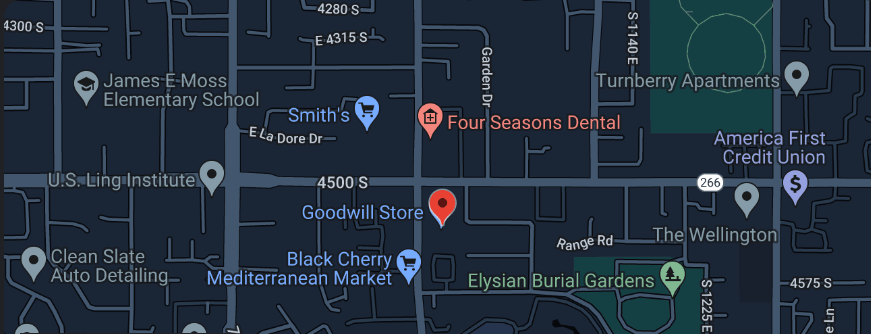 4280 S
4300 S
E 4315 S
S 1140 E
Garden Dr
James E Moss
Elementary School
Turnberry Apartments
Smith's
Four Seasons Dental
E La Dore Dr
America First
Credit Union
U.S. Ling Institute
4500 S
266
$
Goodwill Store
The Wellington
Range Rd
Clean Slate
Auto Detailing
Black Cherry
Mediterranean Market
Elysian Burial Gardens
4575 S
S 1225 E
e Ln
7